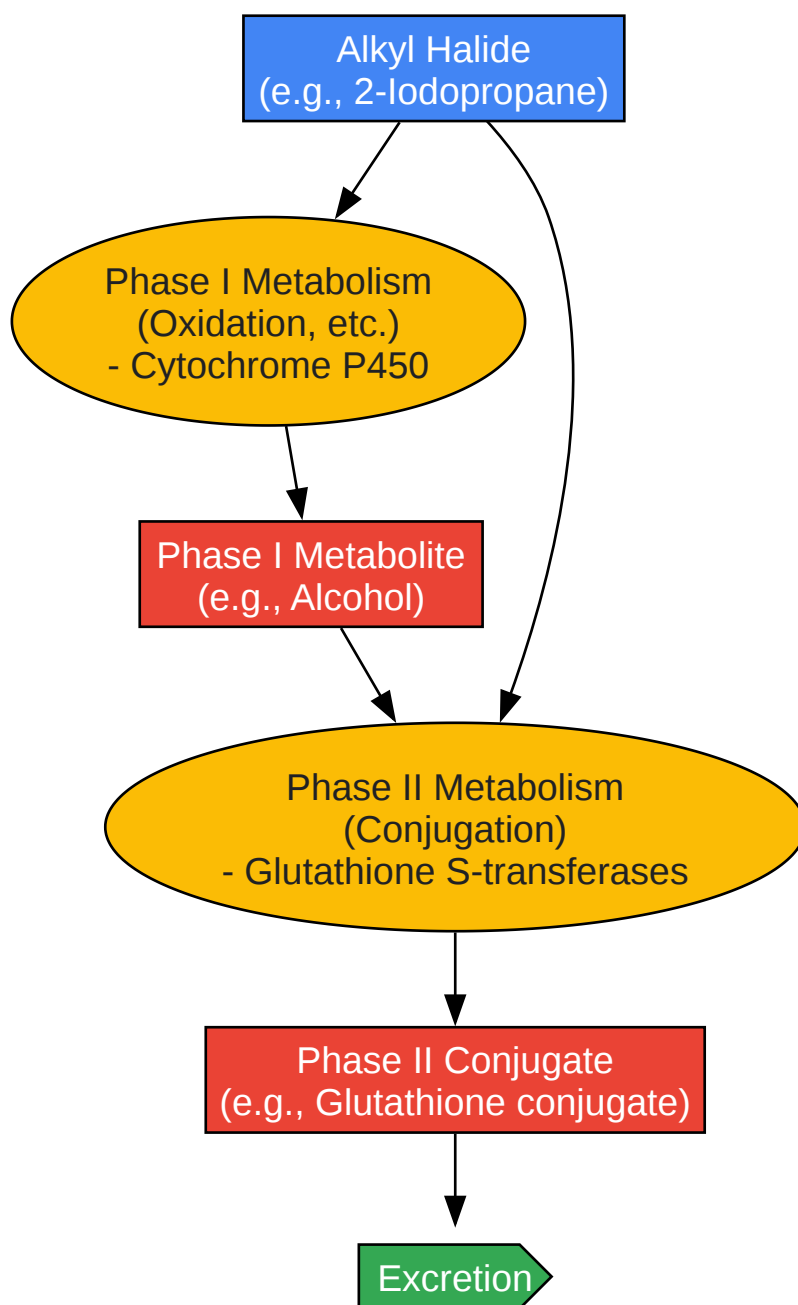 Alkyl Halide
(e.g., 2-Iodopropane)
Phase I Metabolism
(Oxidation, etc.)
- Cytochrome P450
Phase I Metabolite
(e.g., Alcohol)
Phase II Metabolism
(Conjugation)
- Glutathione S-transferases
Phase II Conjugate
(e.g., Glutathione conjugate)
Excretion